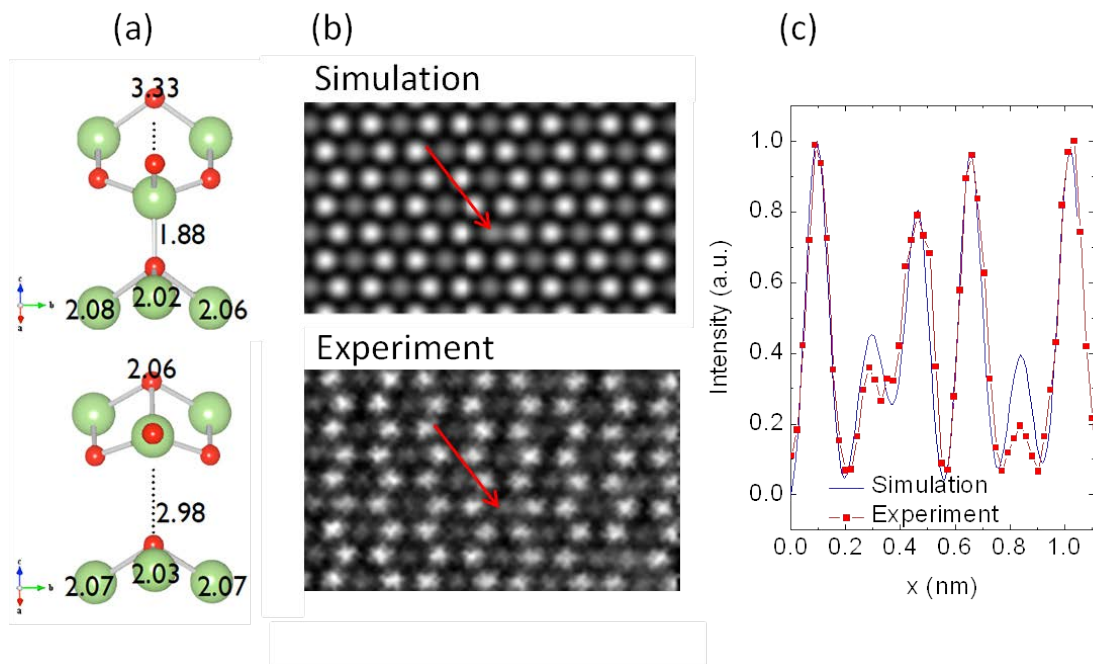 (a)
(b)
(c)
3.33
1.88
2.08
2.02
2.06
c
b
a
2.06
2.98
2.07
2.03
2.07
c
b
a
Simulation
Experiment
Intensity (a.u.)
1.0
0.8
0.6
0.4
0.2
0.0
Simulation
Experiment
0.0 0.2 0.4 0.6 0.8 1.0
x (nm)